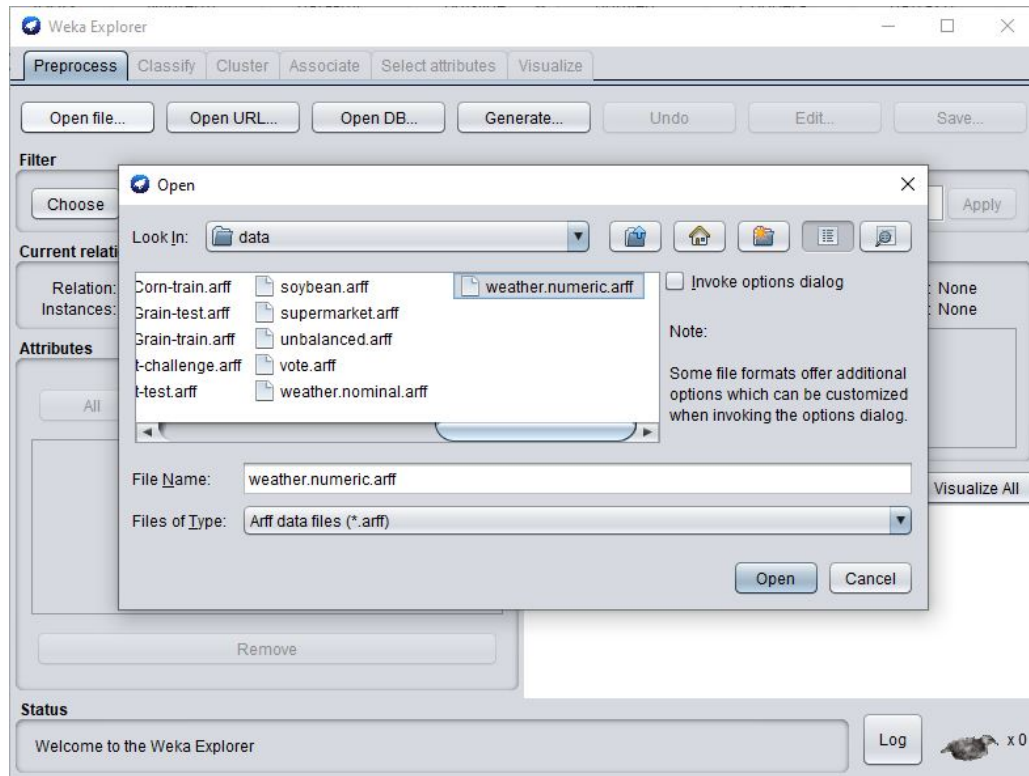 Weka Explorer
Preprocess Classify Cluster Associate Select attributes Visualize
Open file... Open URL... Open DB... Generate... Undo Edit... Save...
Filter
Choose Apply
Open
Look In: data
Corn-train.arff soybean.arff weather.numeric.arff
Grain-test.arff supermarket.arff
Grain-train.arff unbalanced.arff
t-challenge.arff vote.arff
t-test.arff weather.nominal.arff
Invoke options dialog
Note:
Some file formats offer additional
options which can be customized
when invoking the options dialog.
File Name: weather.numeric.arff
Files of Type: Arff data files (*.arff)
Open Cancel
Current relati
Relation: : None
Instances: : None
Attributes
All
Visualize All
Remove
Status
Welcome to the Weka Explorer
Log x 0